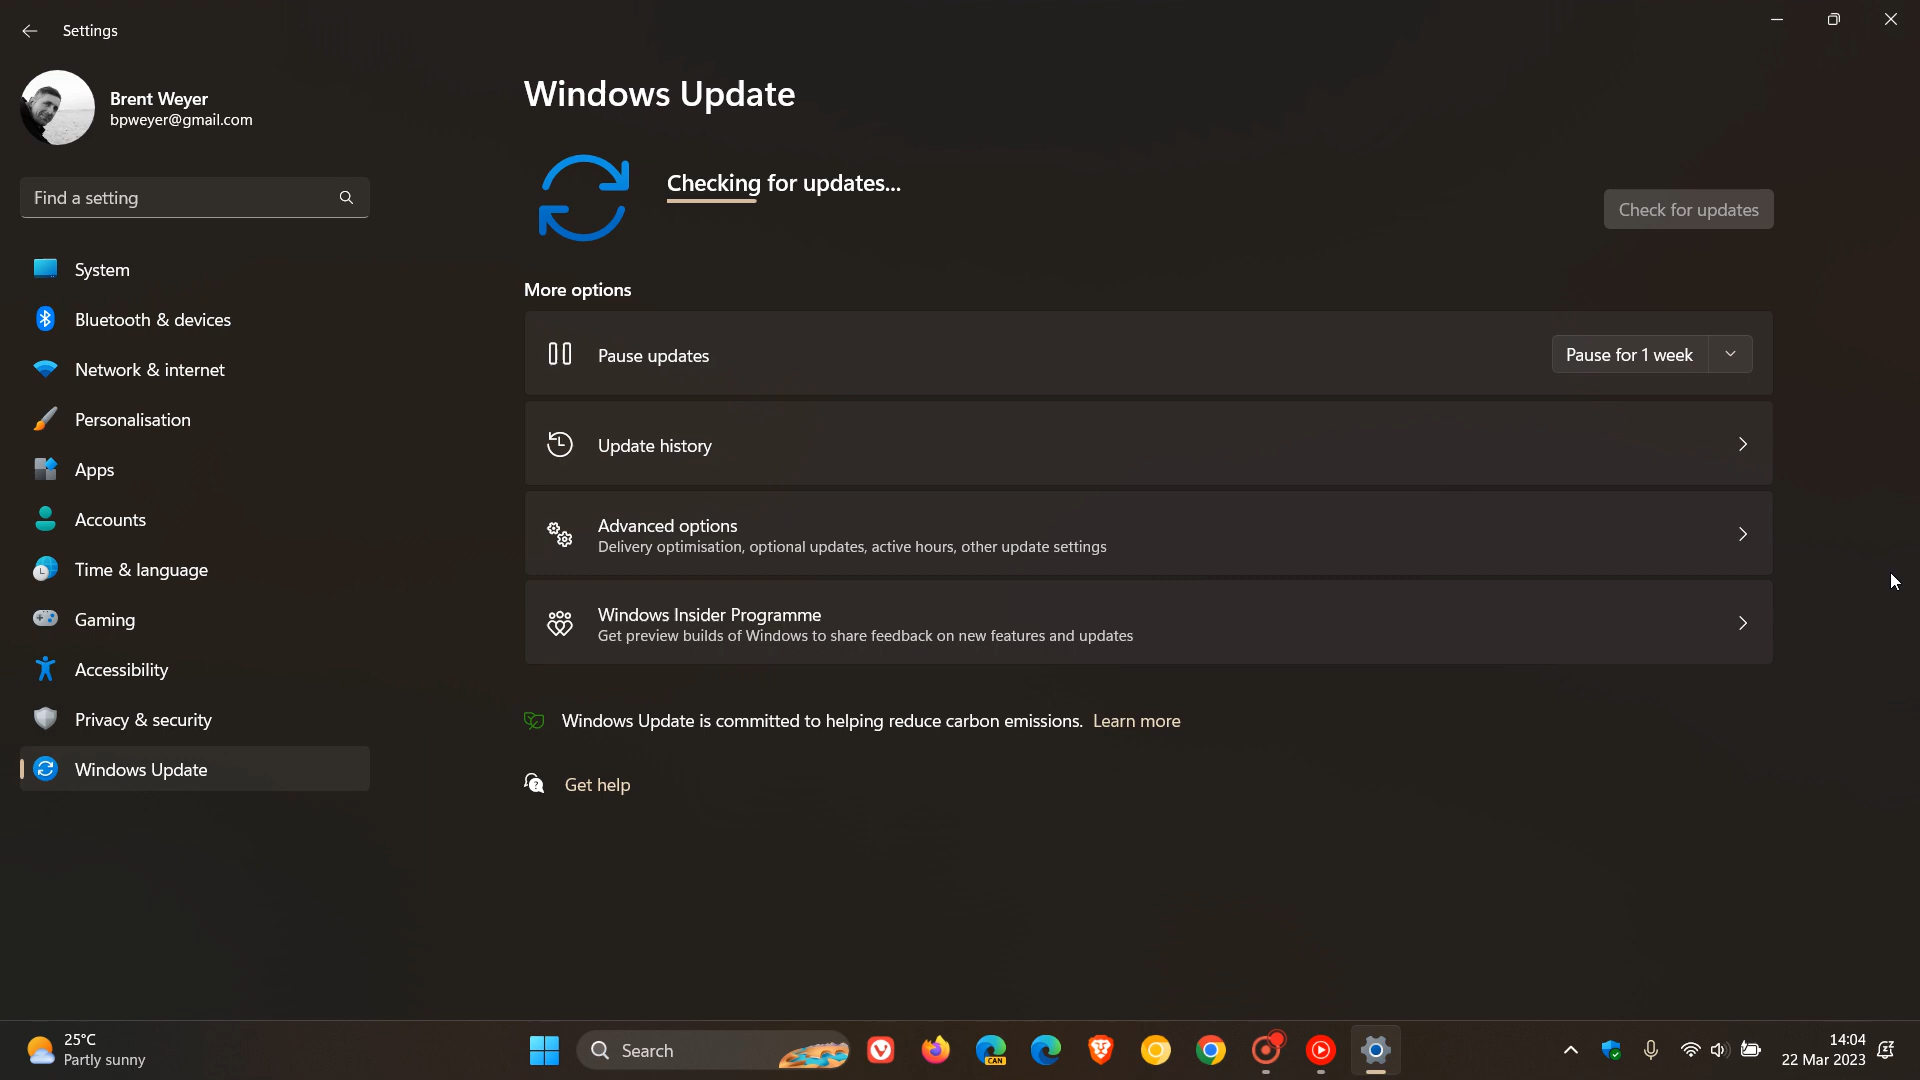 Settings
Brent Weyer
bpweyer@gmail.com
Find a setting
System
Bluetooth & devices
Network & internet
Personalisation
Apps
Accounts
Time & language
Gaming
Accessibility
Privacy & security
Windows Update
Windows Update
Checking for updates...
Check for updates
More options
Pause updates
Pause for 1 week
Update history
Advanced options
Delivery optimisation, optional updates, active hours, other update settings
Windows Insider Programme
Get preview builds of Windows to share feedback on new features and updates
Windows Update is committed to helping reduce carbon emissions. Learn more
Get help
25°C
Partly sunny
Search
CAN
14:04
22 Mar 2023